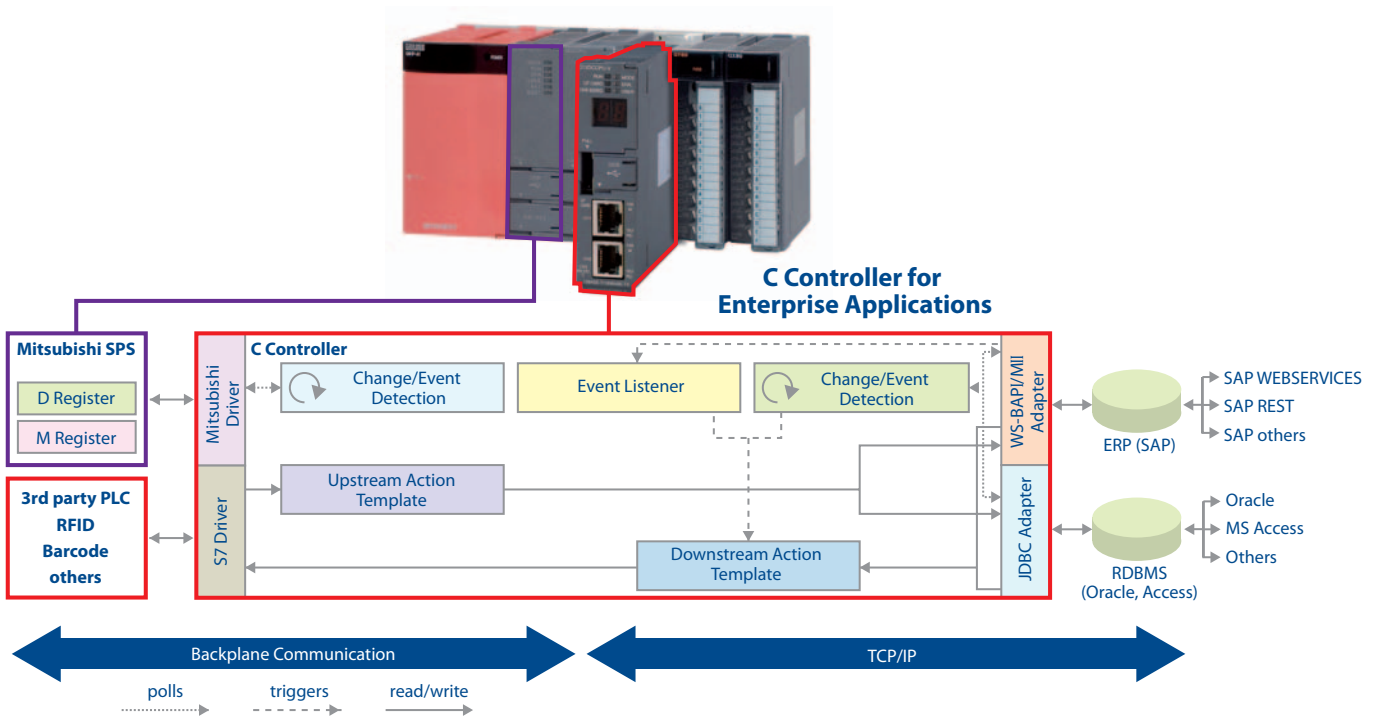 C Controller for
Enterprise Applications
Mitsubishi SPS
D Register
M Register
3rd party PLC
RFID
Barcode
others
Mitsubishi
Driver
S7 Driver
C Controller
Change/Event
Detection
Event Listener
Change/Event
Detection
Upstream Action
Template
Downstream Action
Template
WS-BAPI/MII
Adapter
JDBC Adapter
ERP (SAP)
SAP WEBSERVICES
SAP REST
SAP others
RDBMS
(Oracle, Access)
Oracle
MS Access
Others
Backplane Communication
TCP/IP
polls
triggers
read/write